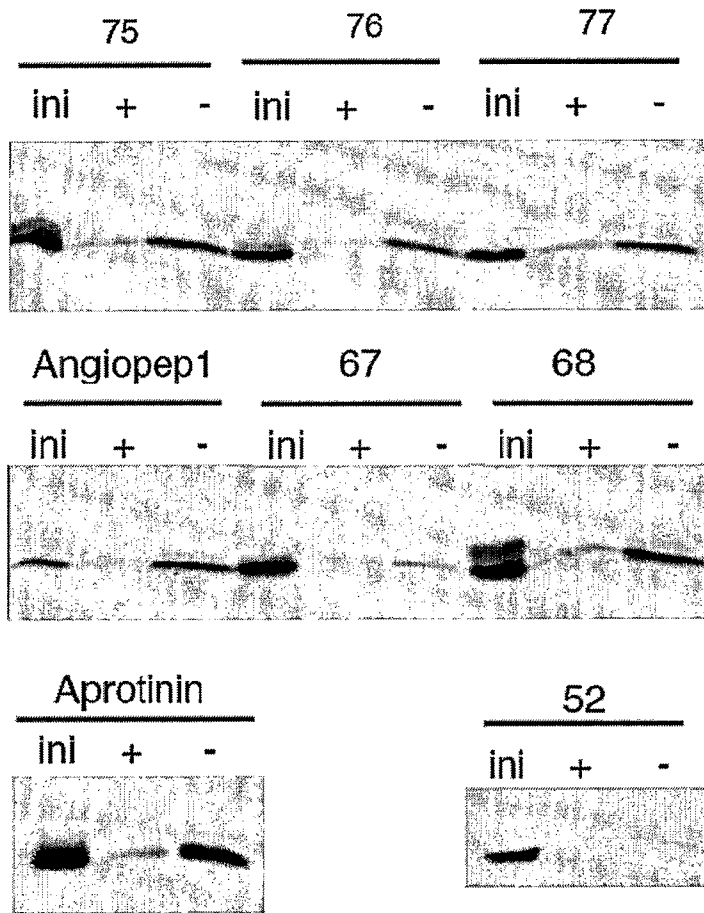 75 76 77
ini + - ini + - ini + -
Angiopep1 67 68
ini + - ini + - ini + -
Aprotinin 52
ini + - ini + -